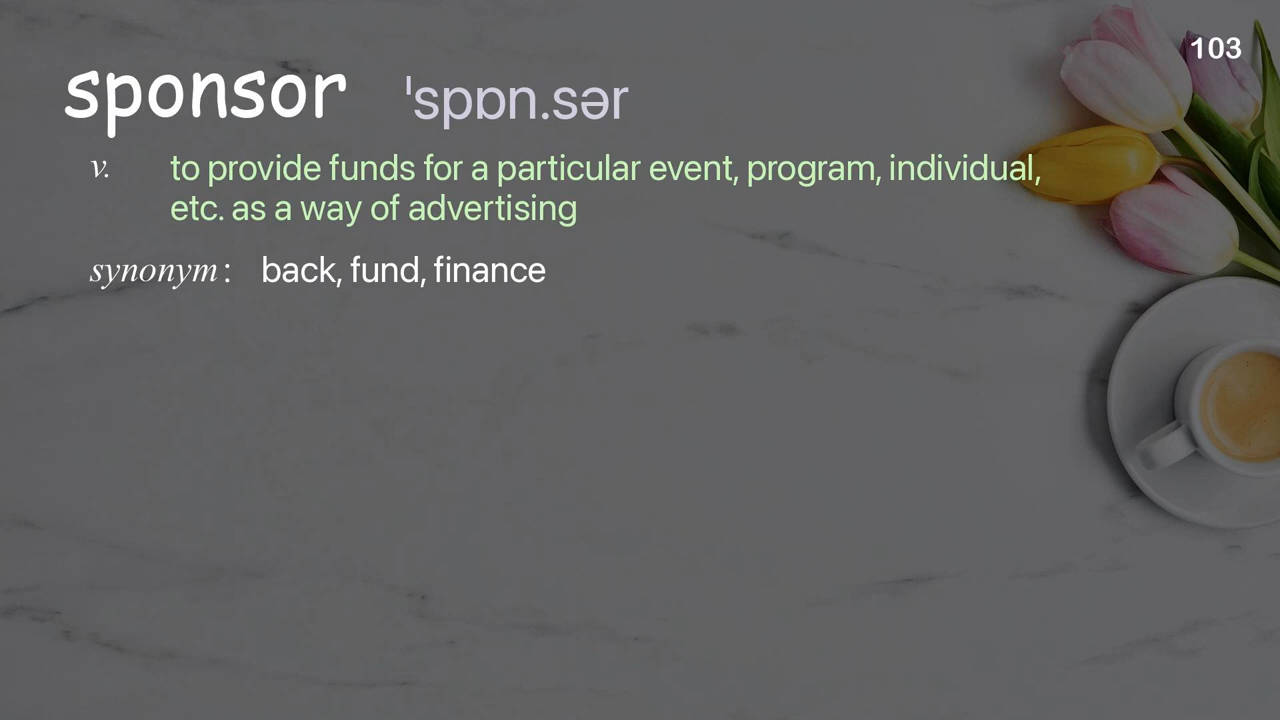 103
sponsor ˈspɒn.sər
v. to provide funds for a particular event, program, individual,
etc. as a way of advertising
synonym: back, fund, finance